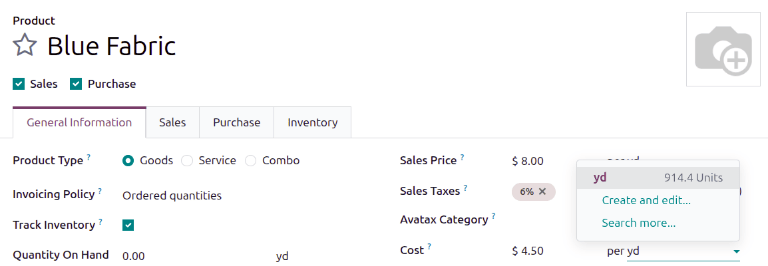 Product
Blue Fabric
Sales Purchase
General Information Sales Purchase Inventory
Product Type ? Goods Service Combo
Sales Price ? $ 8.00
yd 914.4 Units
Create and edit...
Search more...
Invoicing Policy ? Ordered quantities
Sales Taxes ? 6% ×
Track Inventory ?
Avatax Category ?
Quantity On Hand 0.00 yd
Cost ? $ 4.50 per yd